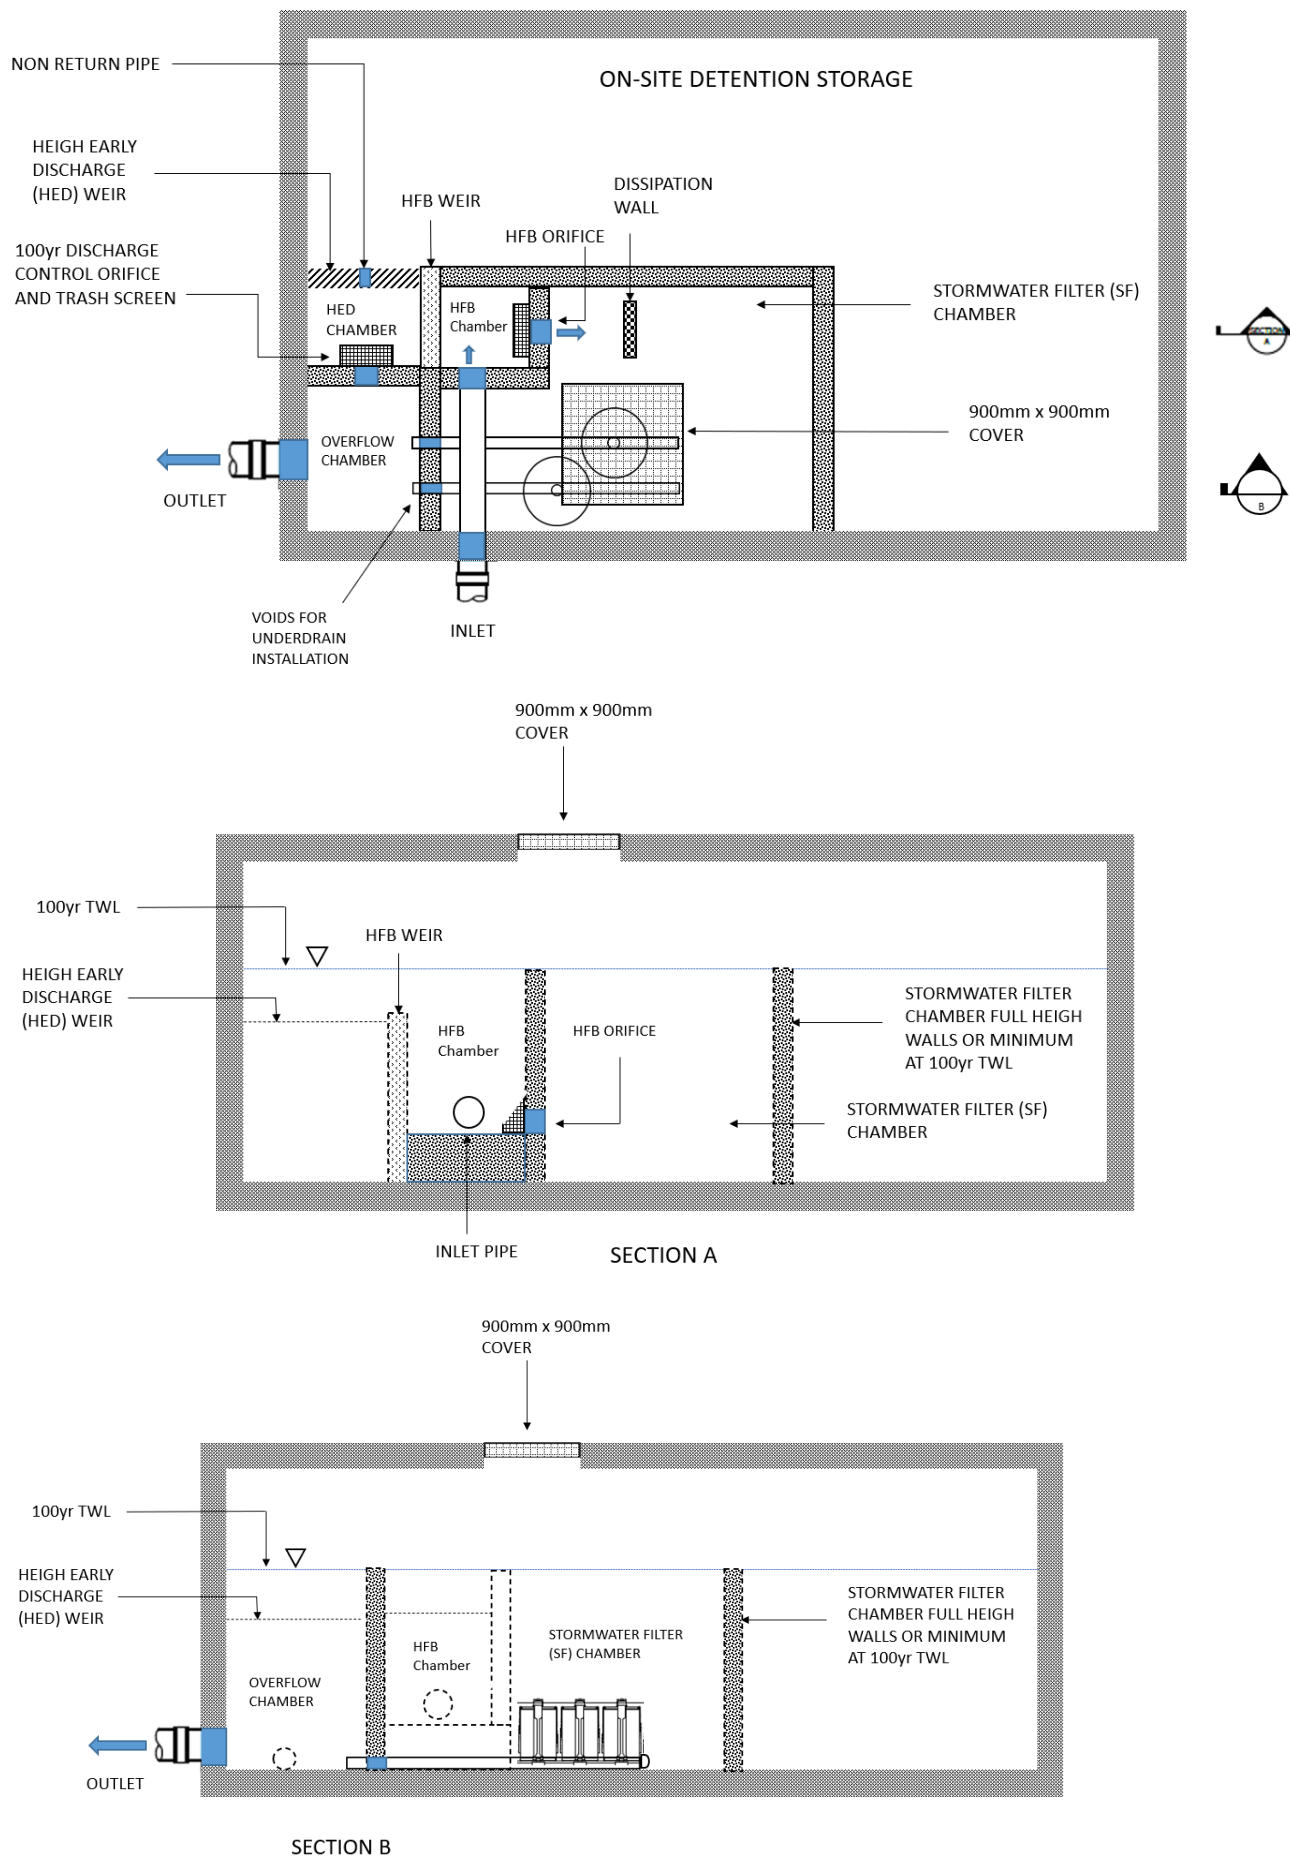 ON-SITE DETENTION STORAGE
NON RETURN PIPE
HEIGH EARLY
DISCHARGE
(HED) WEIR
HFB WEIR
DISSIPATION
WALL
HFB ORIFICE
100yr DISCHARGE
CONTROL ORIFICE
AND TRASH SCREEN
HED
CHAMBER
HFB
Chamber
STORMWATER FILTER (SF)
CHAMBER
SECTION
A
900mm x 900mm
COVER
OVERFLOW
CHAMBER
OUTLET
B
VOIDS FOR
UNDERDRAIN
INSTALLATION
INLET
900mm x 900mm
COVER
100yr TWL
HFB WEIR
HEIGH EARLY
DISCHARGE
(HED) WEIR
HFB
Chamber
HFB ORIFICE
STORMWATER FILTER
CHAMBER FULL HEIGH
WALLS OR MINIMUM
AT 100yr TWL
STORMWATER FILTER (SF)
CHAMBER
INLET PIPE
SECTION A
900mm x 900mm
COVER
100yr TWL
HEIGH EARLY
DISCHARGE
(HED) WEIR
HFB
Chamber
STORMWATER FILTER
(SF) CHAMBER
STORMWATER FILTER
CHAMBER FULL HEIGH
WALLS OR MINIMUM
AT 100yr TWL
OVERFLOW
CHAMBER
OUTLET
SECTION B